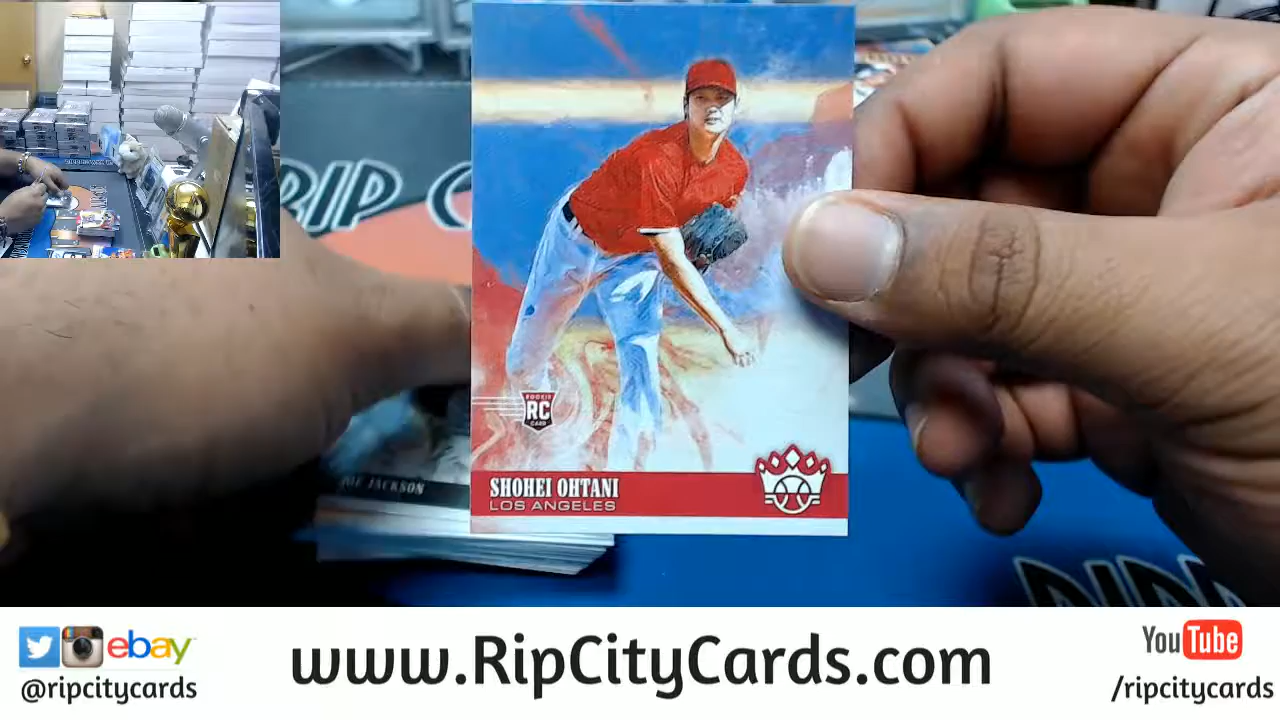 RIP C
ROOKIE
RC
CARD
JOE JACKSON
SHOHEI OHTANI
LOS ANGELES
ebay
www.RipCityCards.com
You Tube
@ripcitycards
/ripcitycards